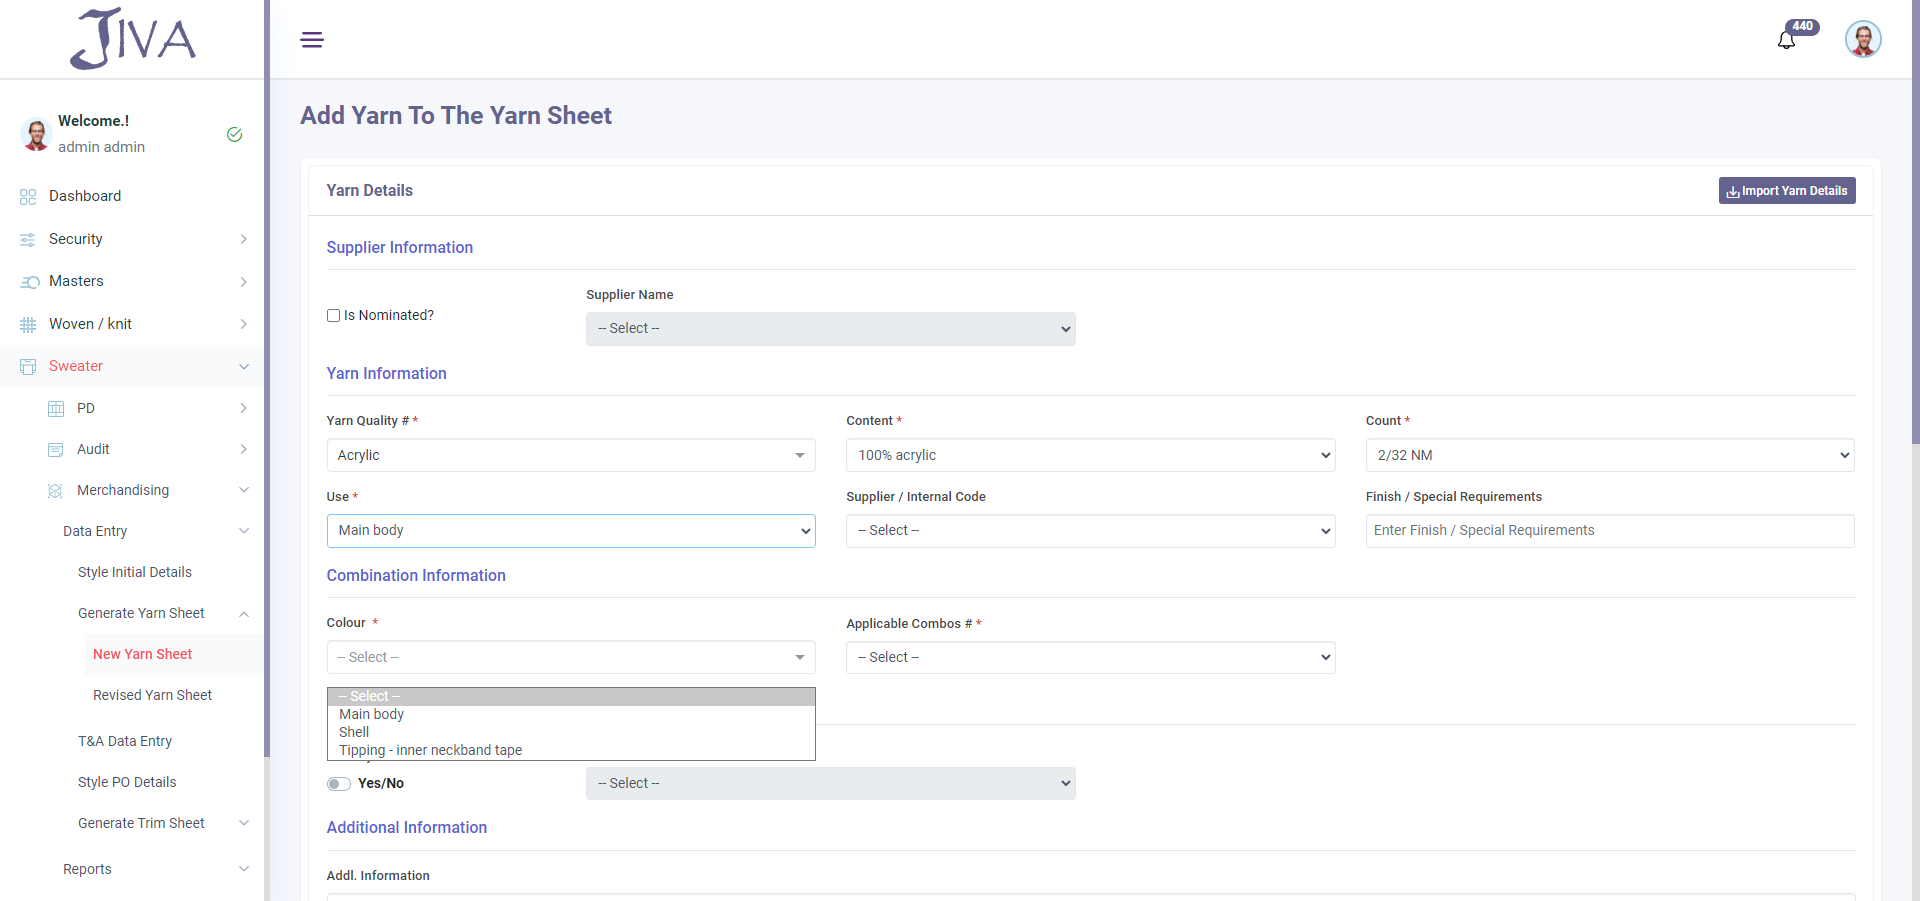 JIVA
440
Welcome.!
admin admin
Dashboard
Security
Masters
Woven / knit
Sweater
PD
Audit
Merchandising
Data Entry
Style Initial Details
Generate Yarn Sheet
New Yarn Sheet
Revised Yarn Sheet
T&A Data Entry
Style PO Details
Generate Trim Sheet
Reports
Add Yarn To The Yarn Sheet
Yarn Details
Import Yarn Details
Supplier Information
Is Nominated?
Supplier Name
-- Select --
Yarn Information
Yarn Quality # *
Content *
Count *
Acrylic
100% acrylic
2/32 NM
Use *
Supplier / Internal Code
Finish / Special Requirements
Main body
-- Select --
Enter Finish / Special Requirements
Combination Information
Colour *
Applicable Combos # *
-- Select --
-- Select --
-- Select --
Main body
Shell
Tipping - inner neckband tape
Yes/No
-- Select --
Additional Information
Addl. Information